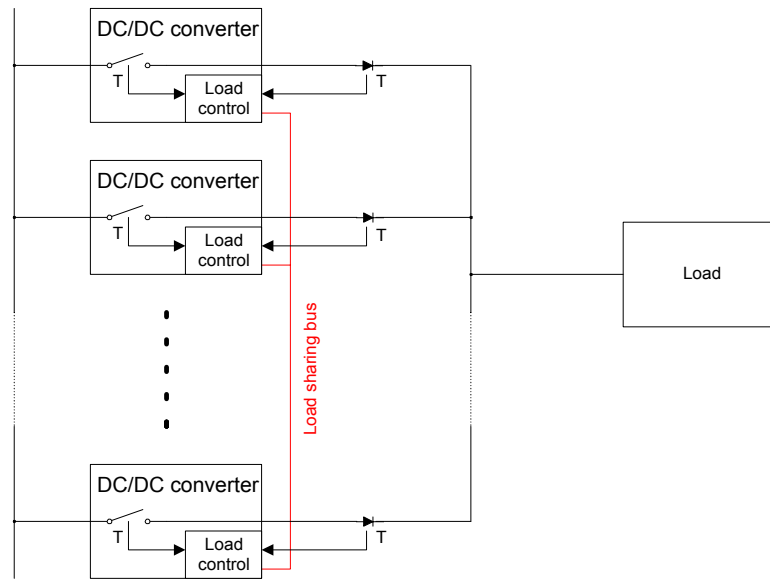 DC/DC converter
T
Load
control
T
DC/DC converter
T
Load
control
T
Load
Load sharing bus
DC/DC converter
T
Load
control
T